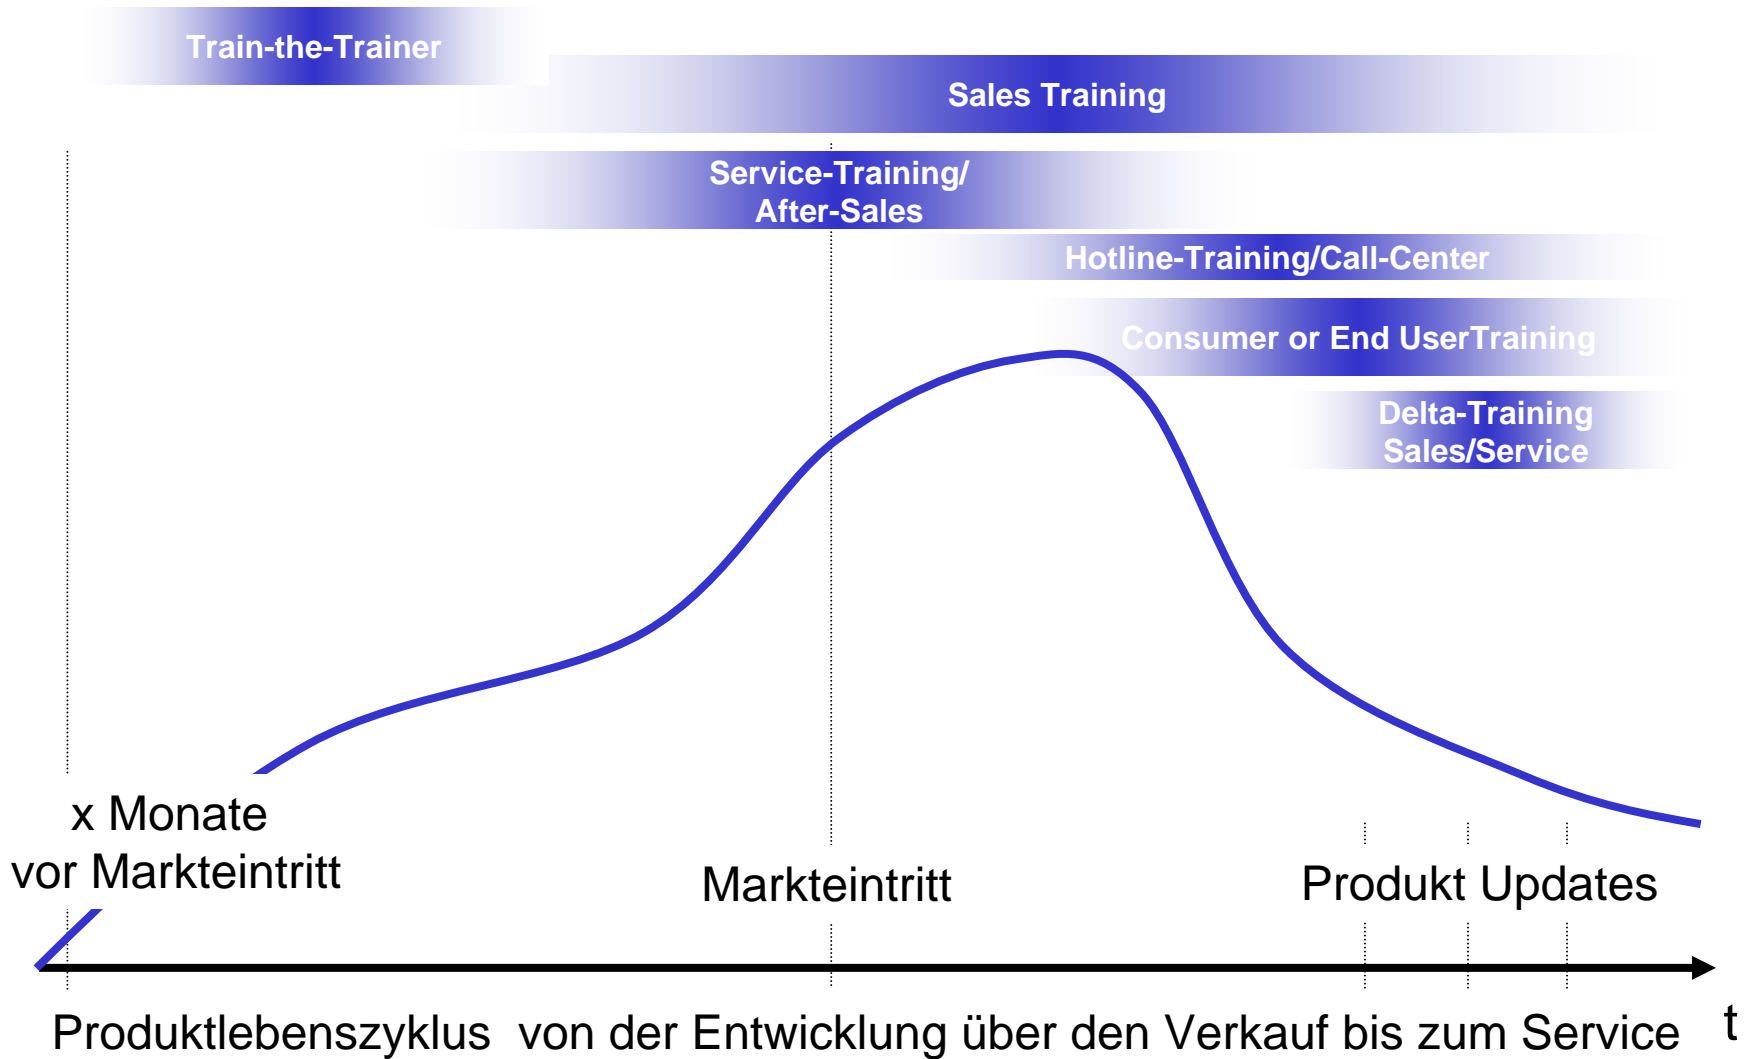 Train-the-Trainer
Sales Training
Service-Training/
After-Sales
Hotline-Training/Call-Center
Consumer or End UserTraining
Delta-Training
Sales/Service
x Monate
vor Markteintritt
Markteintritt
Produkt Updates
Produktlebenszyklus von der Entwicklung über den Verkauf bis zum Service
t